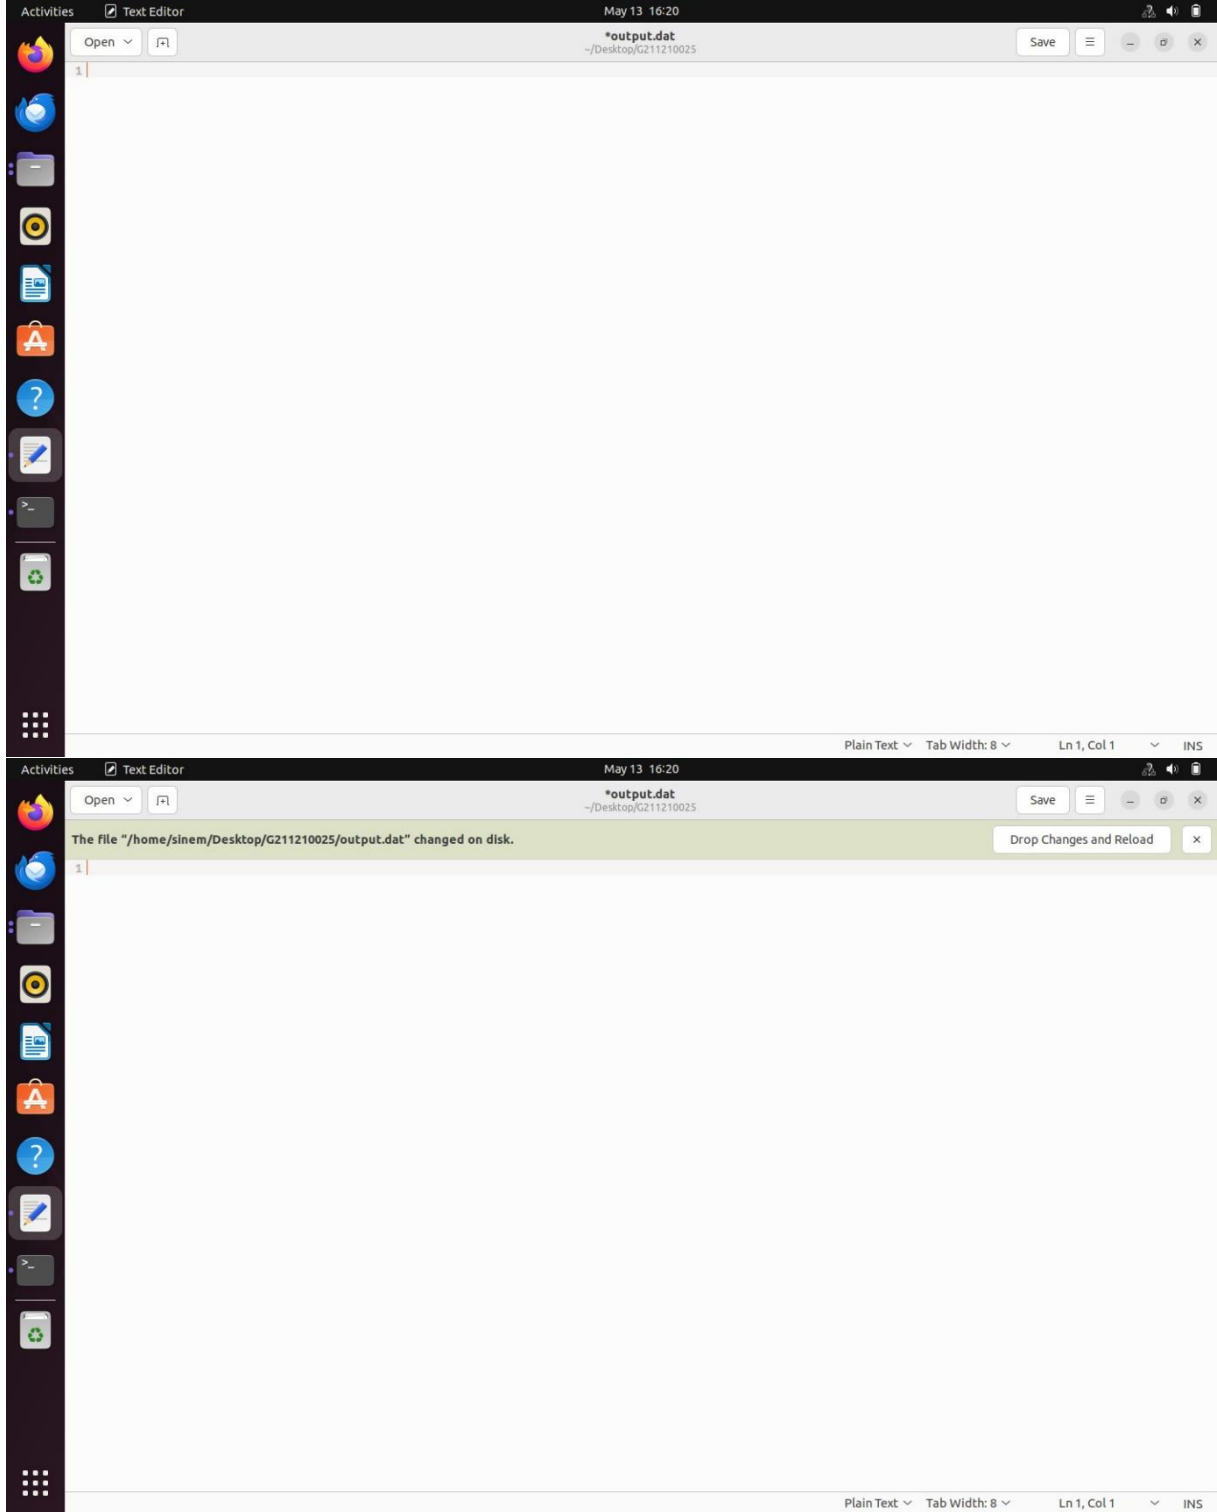 Activities Text Editor May 13 16:20
Open *output.dat Save
~/Desktop/G211210025
1
Plain Text Tab Width: 8 Ln 1, Col 1 INS
Activities Text Editor May 13 16:20
Open *output.dat Save
~/Desktop/G211210025
The file "/home/sinem/Desktop/G211210025/output.dat" changed on disk. Drop Changes and Reload
1
Plain Text Tab Width: 8 Ln 1, Col 1 INS